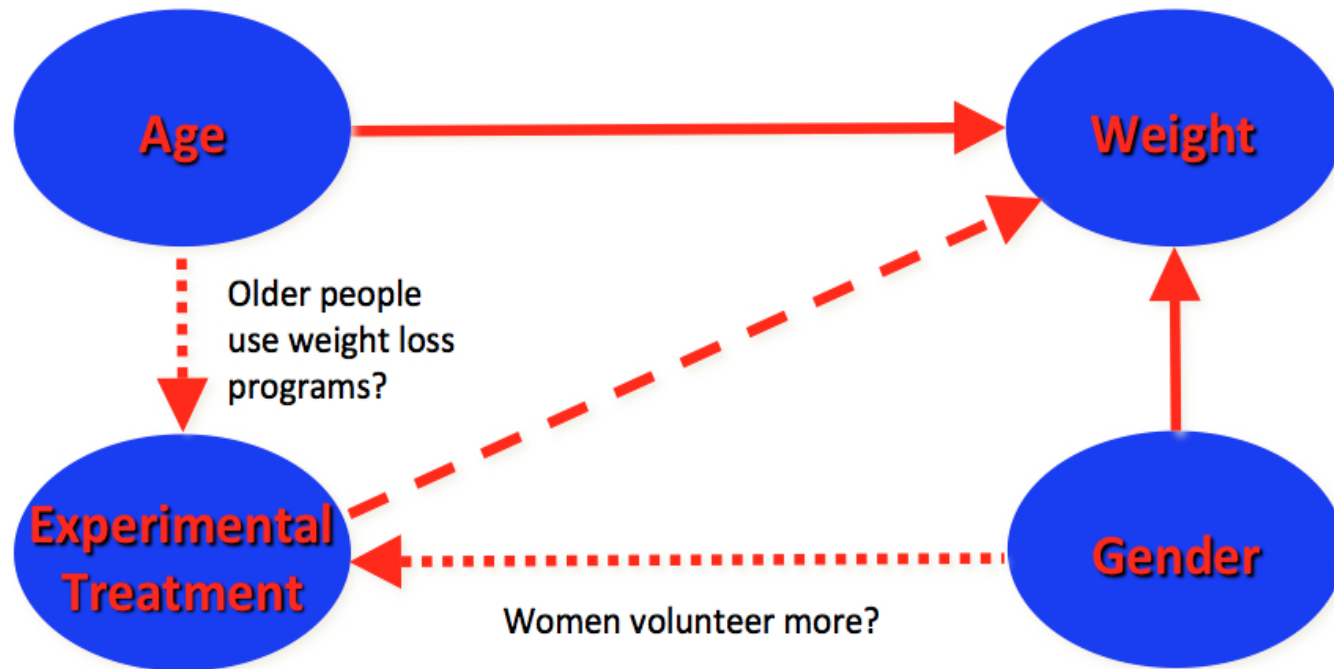 Age
Weight
Older people
use weight loss
programs?
Experimental
Treatment
Gender
Women volunteer more?